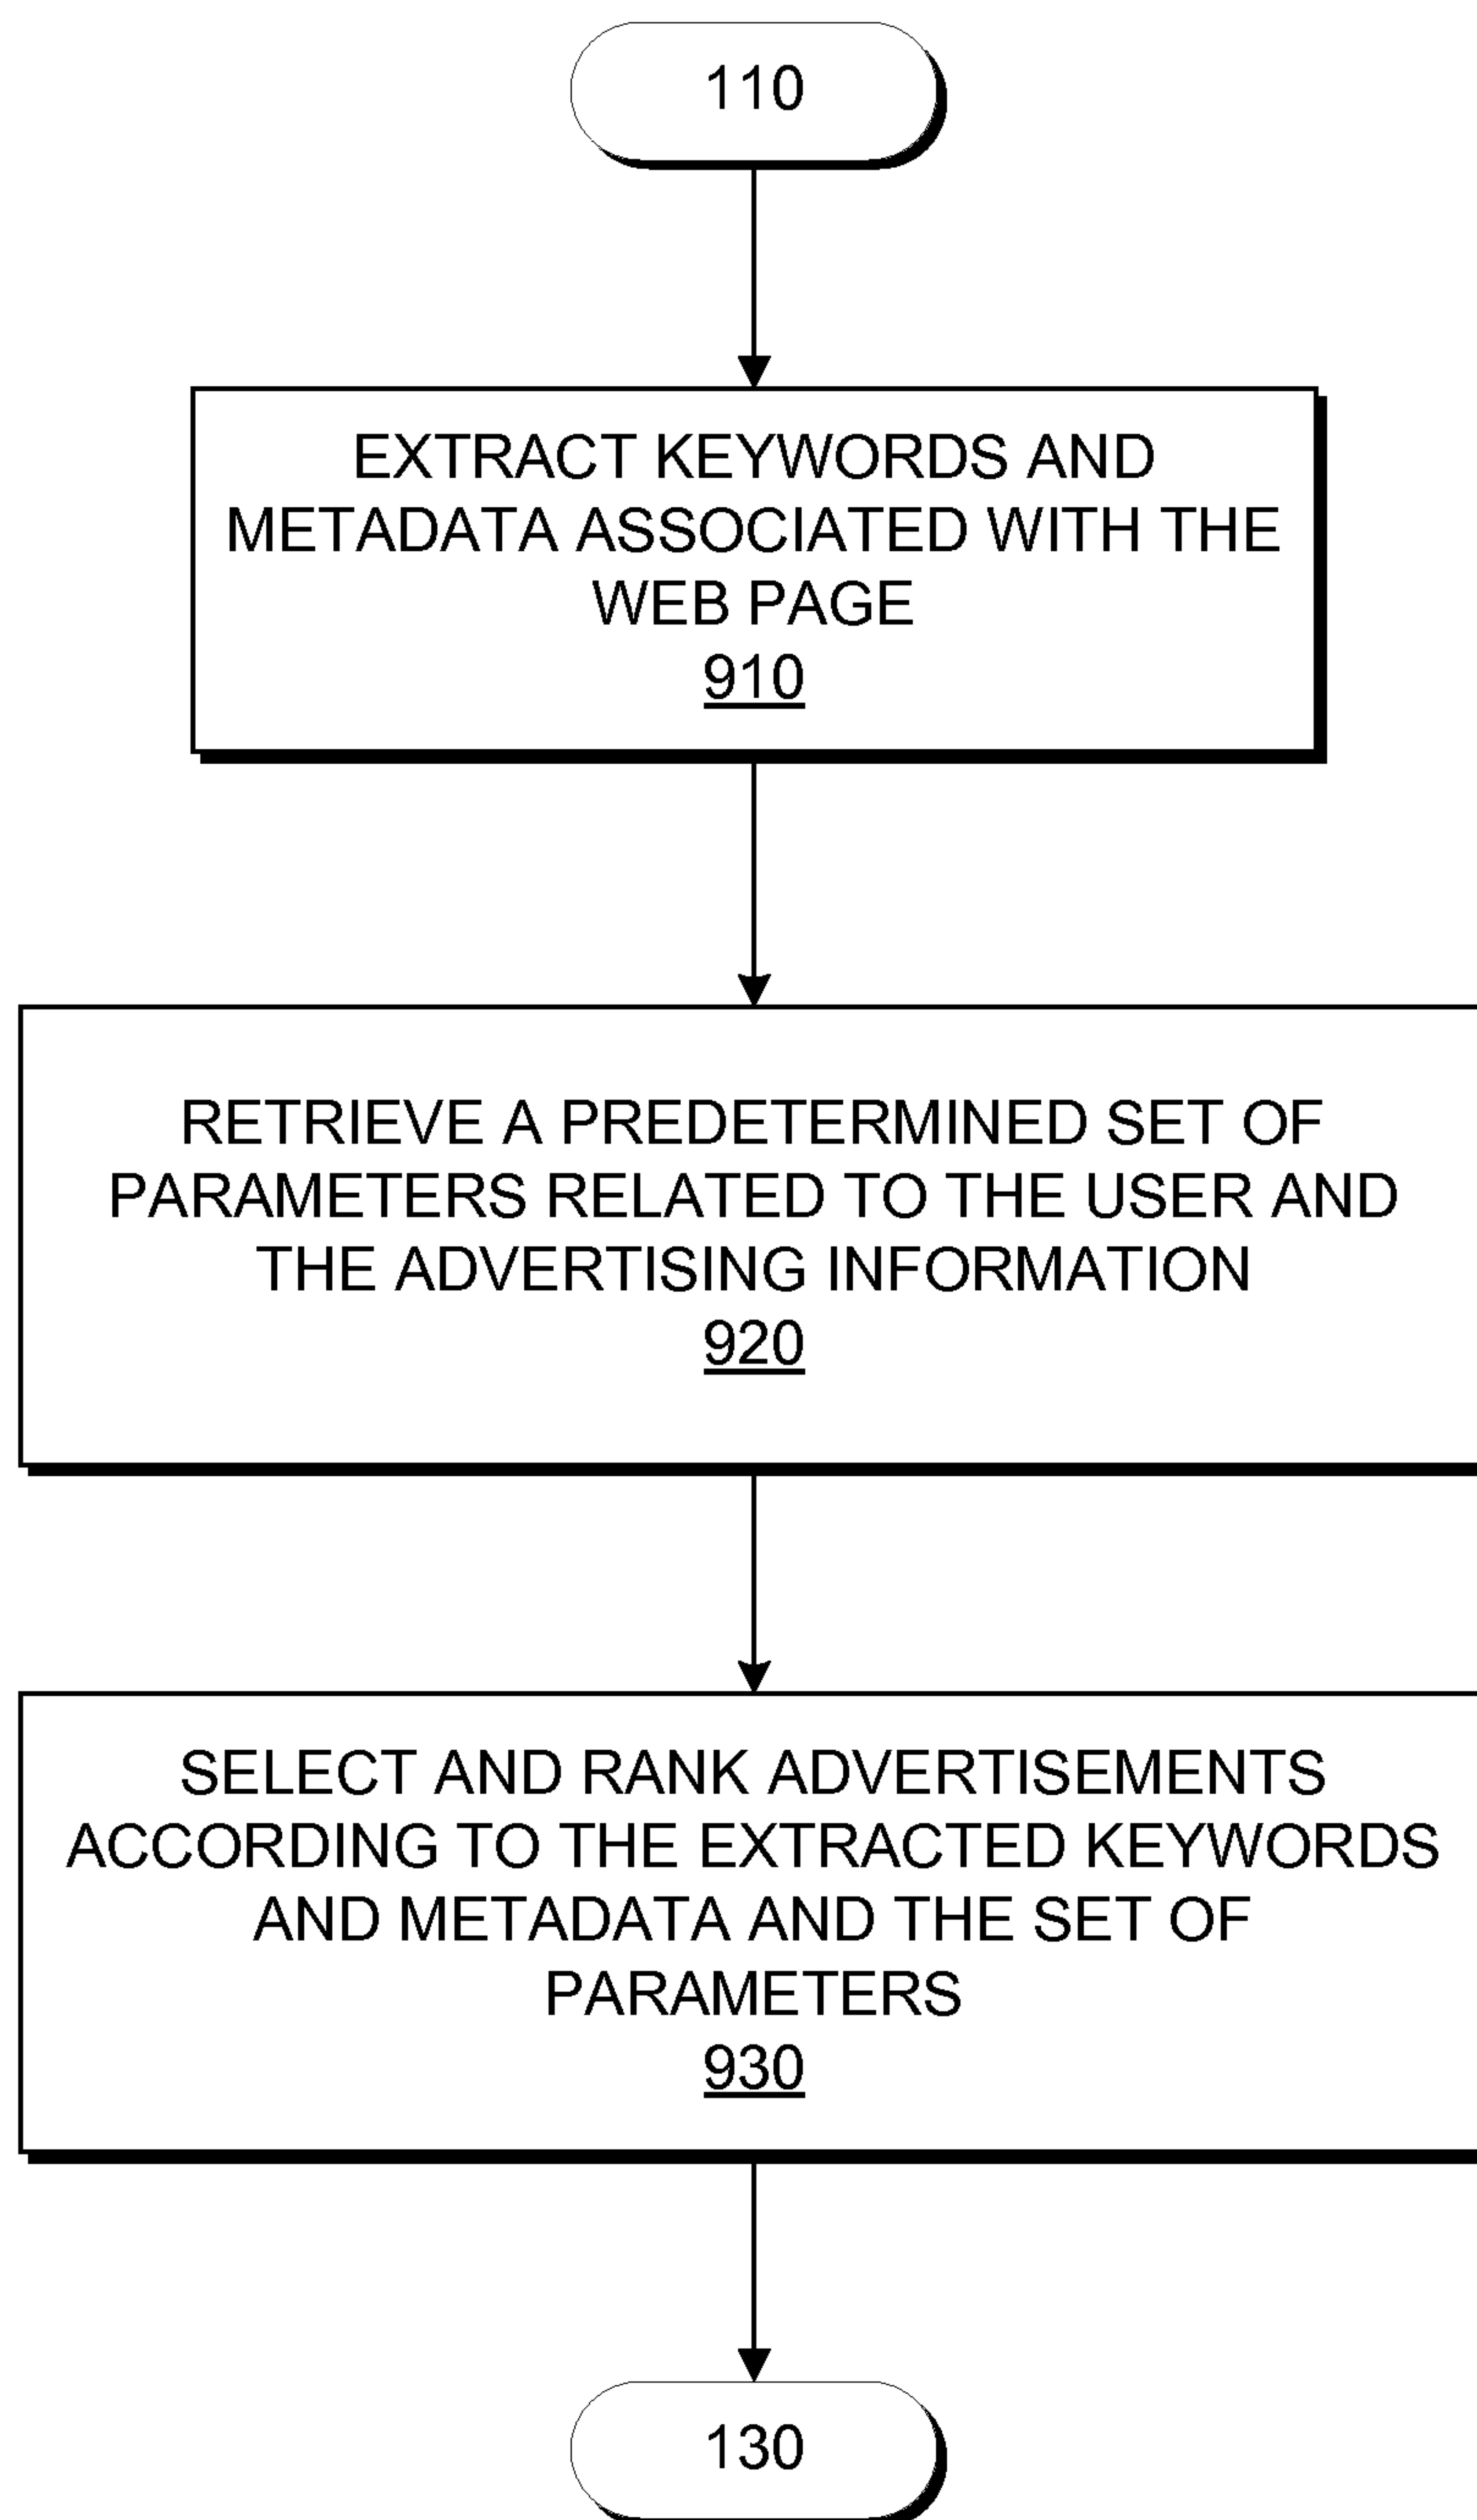 110
EXTRACT KEYWORDS AND
METADATA ASSOCIATED WITH THE
WEB PAGE
910
RETRIEVE A PREDETERMINED SET OF
PARAMETERS RELATED TO THE USER AND
THE ADVERTISING INFORMATION
920
SELECT AND RANK ADVERTISEMENTS
ACCORDING TO THE EXTRACTED KEYWORDS
AND METADATA AND THE SET OF
PARAMETERS
930
130